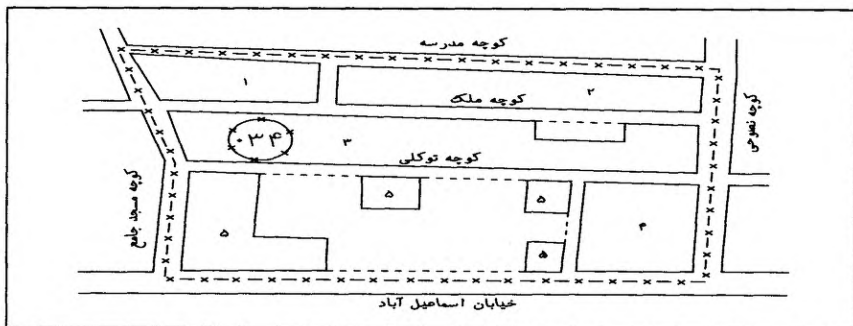 کوچه مدرسه
۱
۲
کوچه ملک
کوچه نصوحی
۰۳۴
۳
کوچه توکلی
کوچه مسجد جامع
۵
۵
۵
۴
۵
خیابان اسماعیل آباد